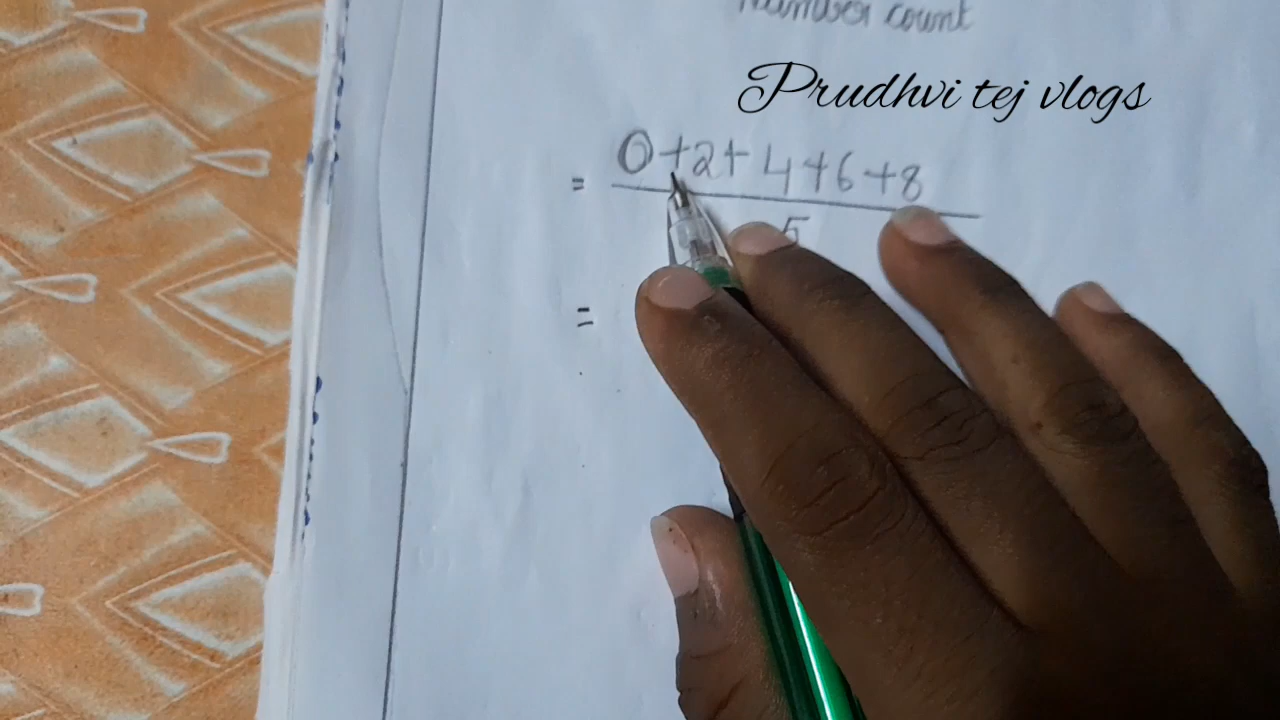 number count
Prudhvi tej vlogs
= 0+2+4+6+8
5
=